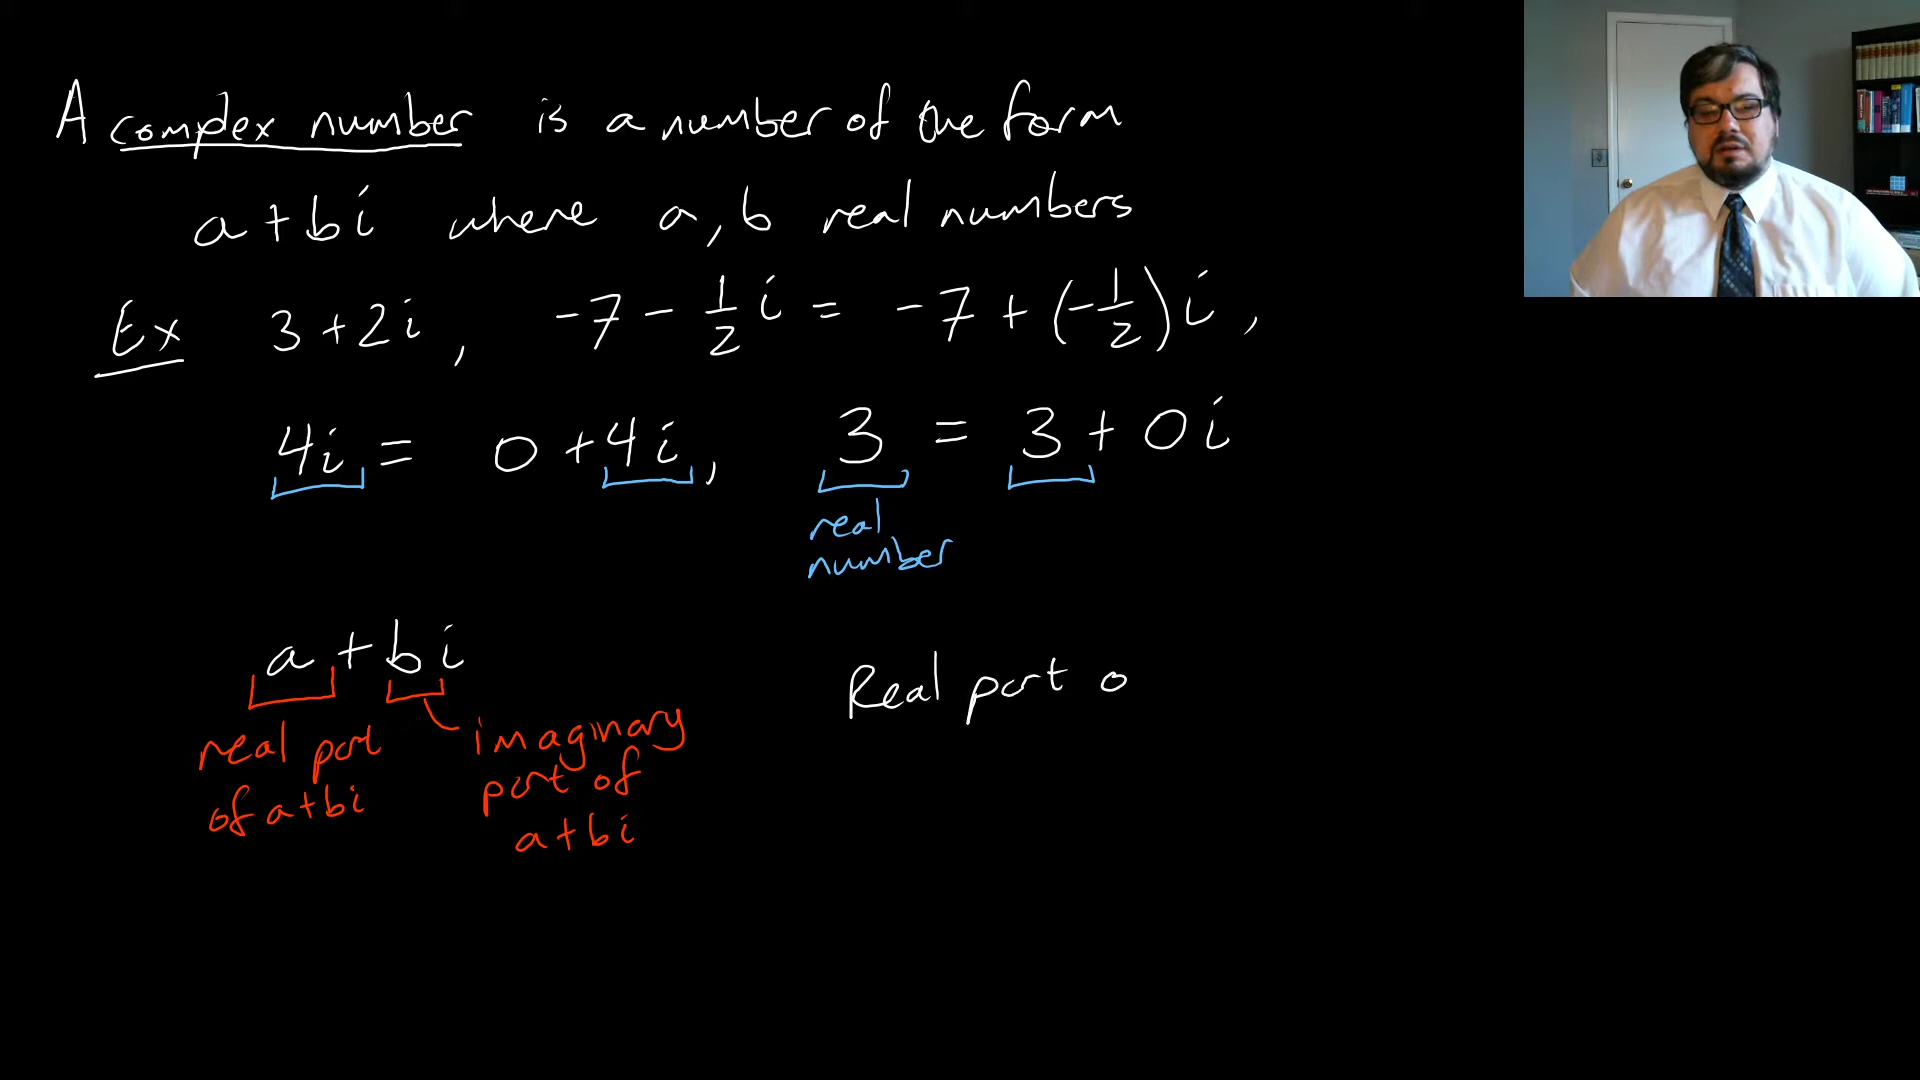 A complex number is a number of the form
a + bi where a, b real numbers
Ex 3 + 2i, -7 - 1/2 i = -7 + (-1/2) i,
4i = 0 + 4i, 3 = 3 + 0i
real
number
a + bi
real part
of a + bi
imaginary
part of
a + bi
Real part o